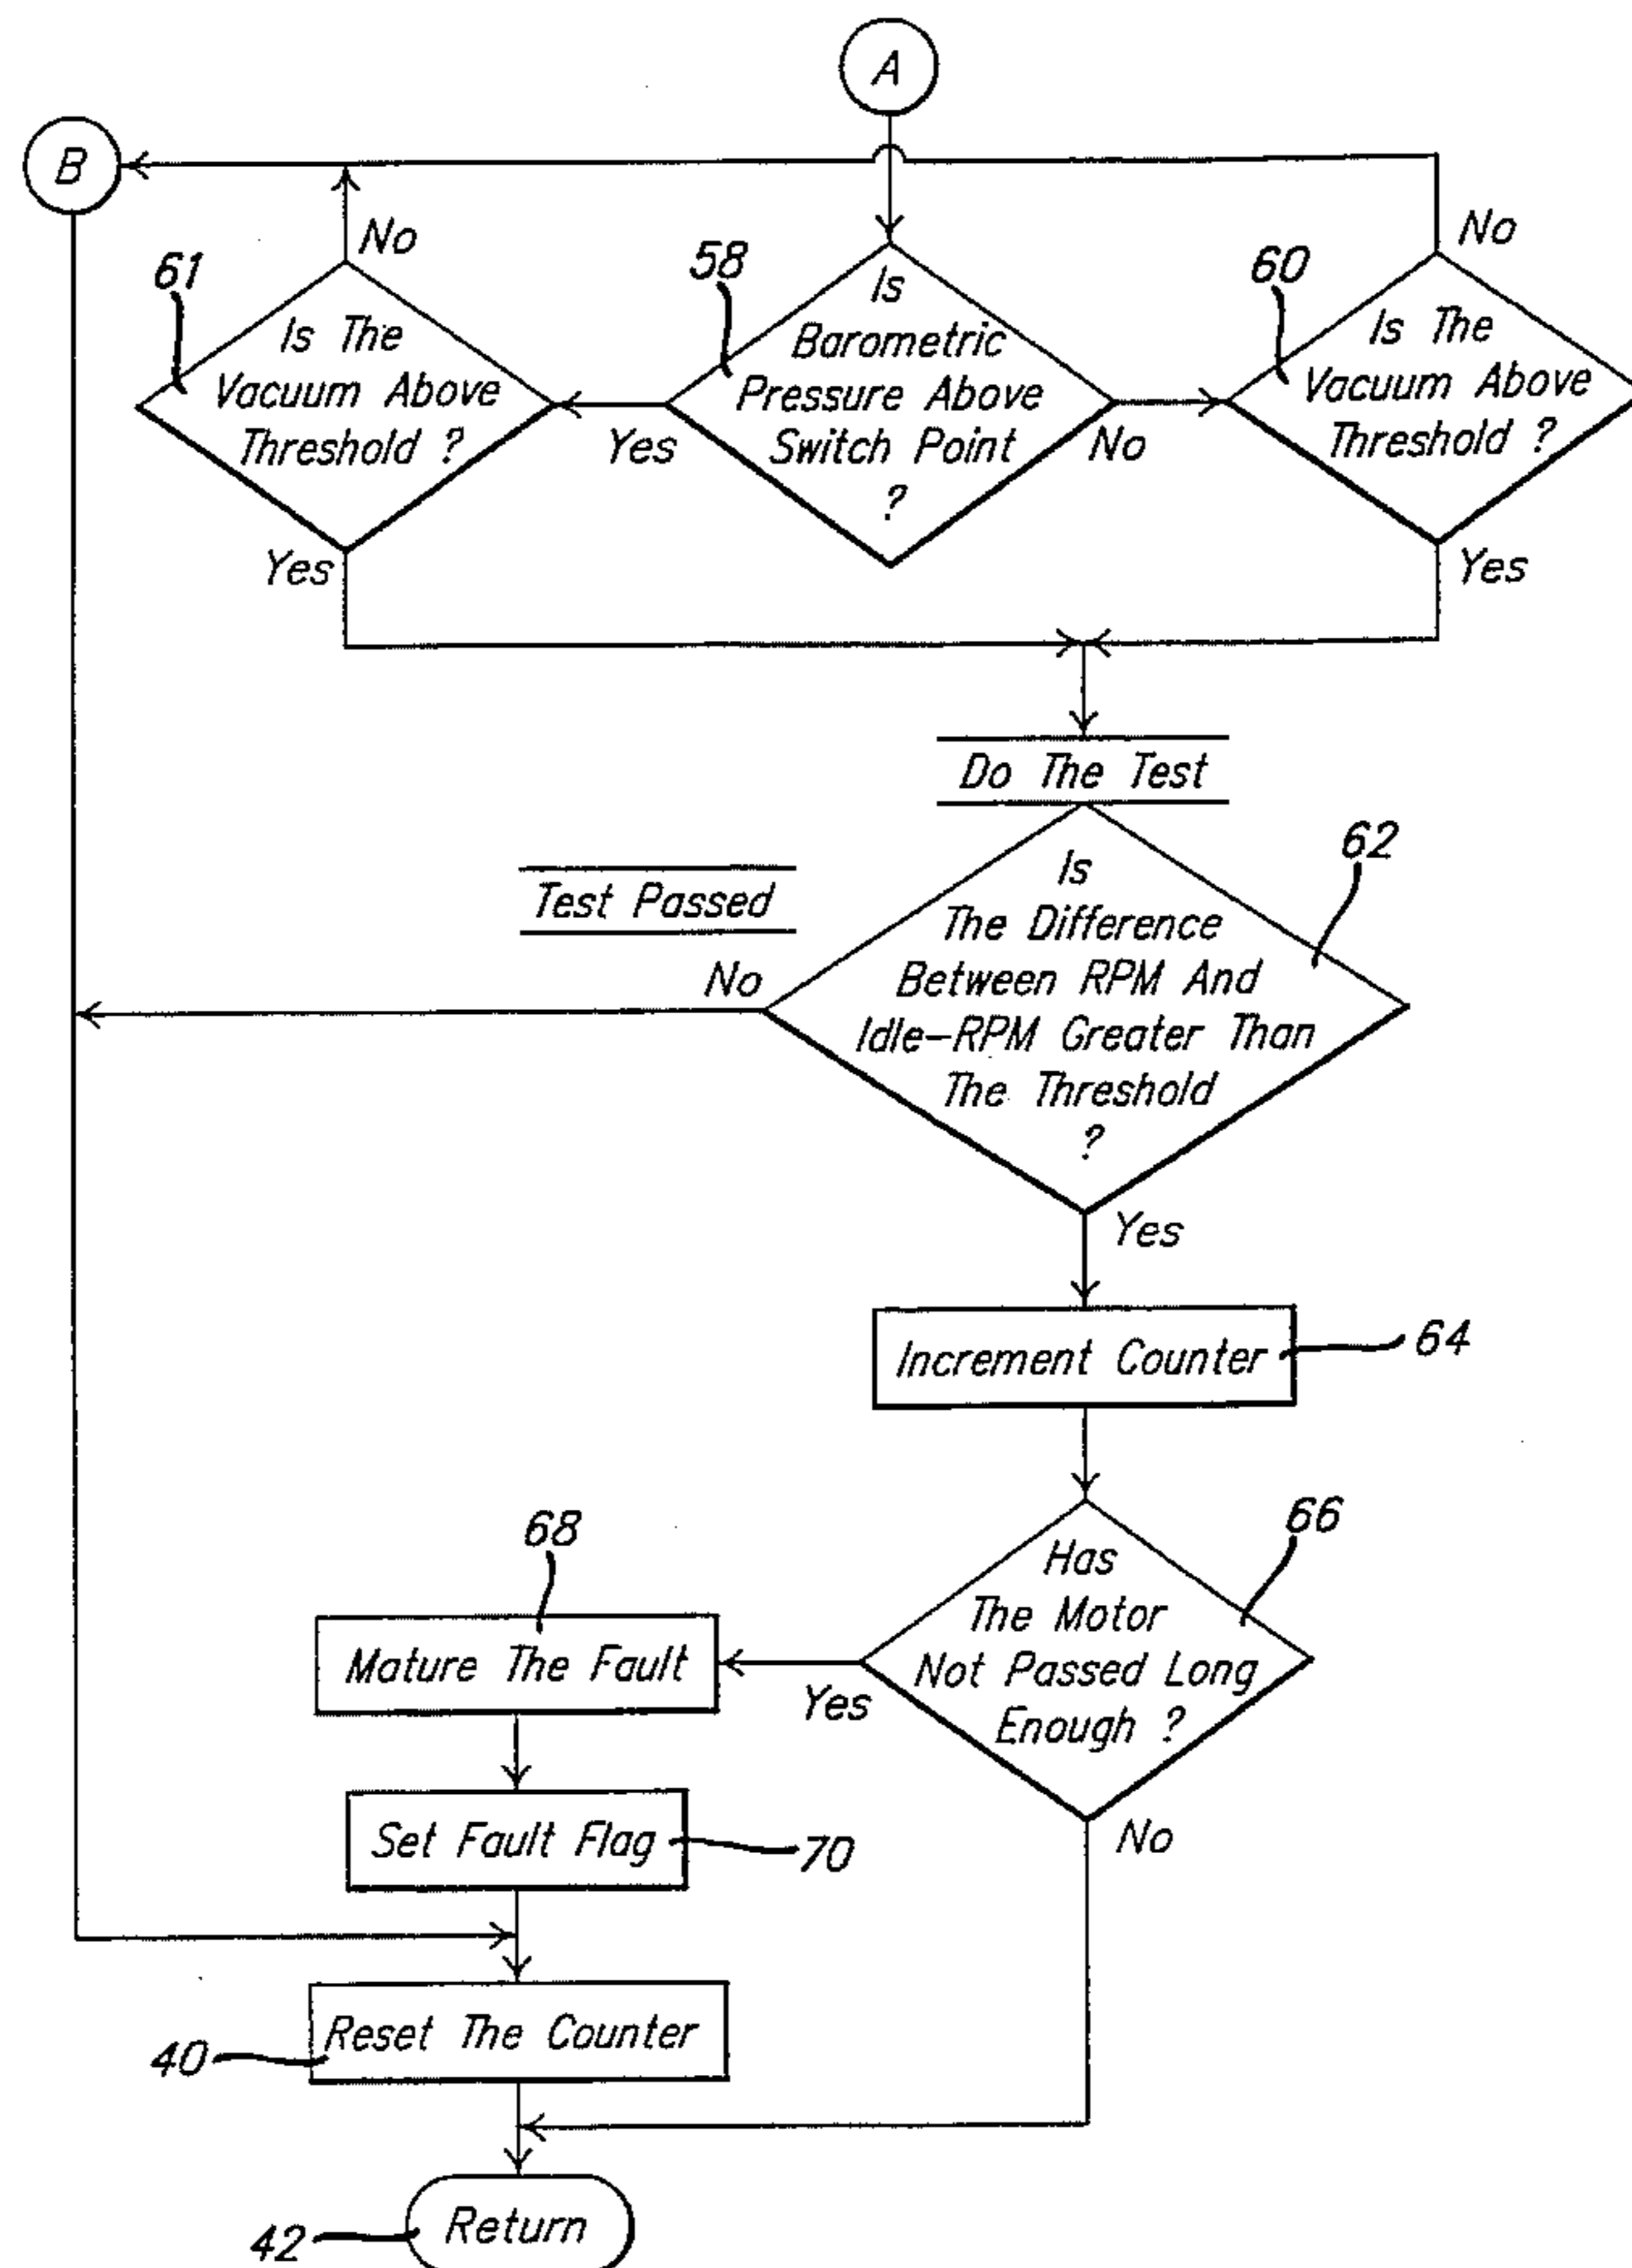 A
B
No
No
61
58
60
Is The
Vacuum Above
Threshold ?
Is
Barometric
Pressure Above
Switch Point
?
Is The
Vacuum Above
Threshold ?
Yes
No
Yes
Yes
Do The Test
Test Passed
62
Is
The Difference
Between RPM And
Idle-RPM Greater Than
The Threshold
?
No
Yes
Increment Counter
64
66
Has
The Motor
Not Passed Long
Enough ?
68
Mature The Fault
Yes
No
Set Fault Flag
70
Reset The Counter
40
Return
42